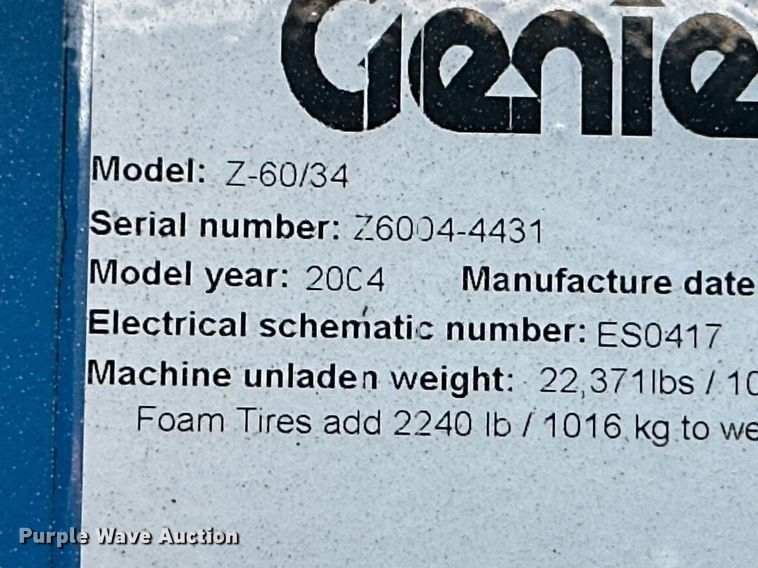 Genie
Model: Z-60/34
Serial number: Z6004-4431
Model year: 2004 Manufacture date
Electrical schematic number: ES0417
Machine unladen weight: 22,371lbs / 10
Foam Tires add 2240 lb / 1016 kg to we
Purple Wave Auction